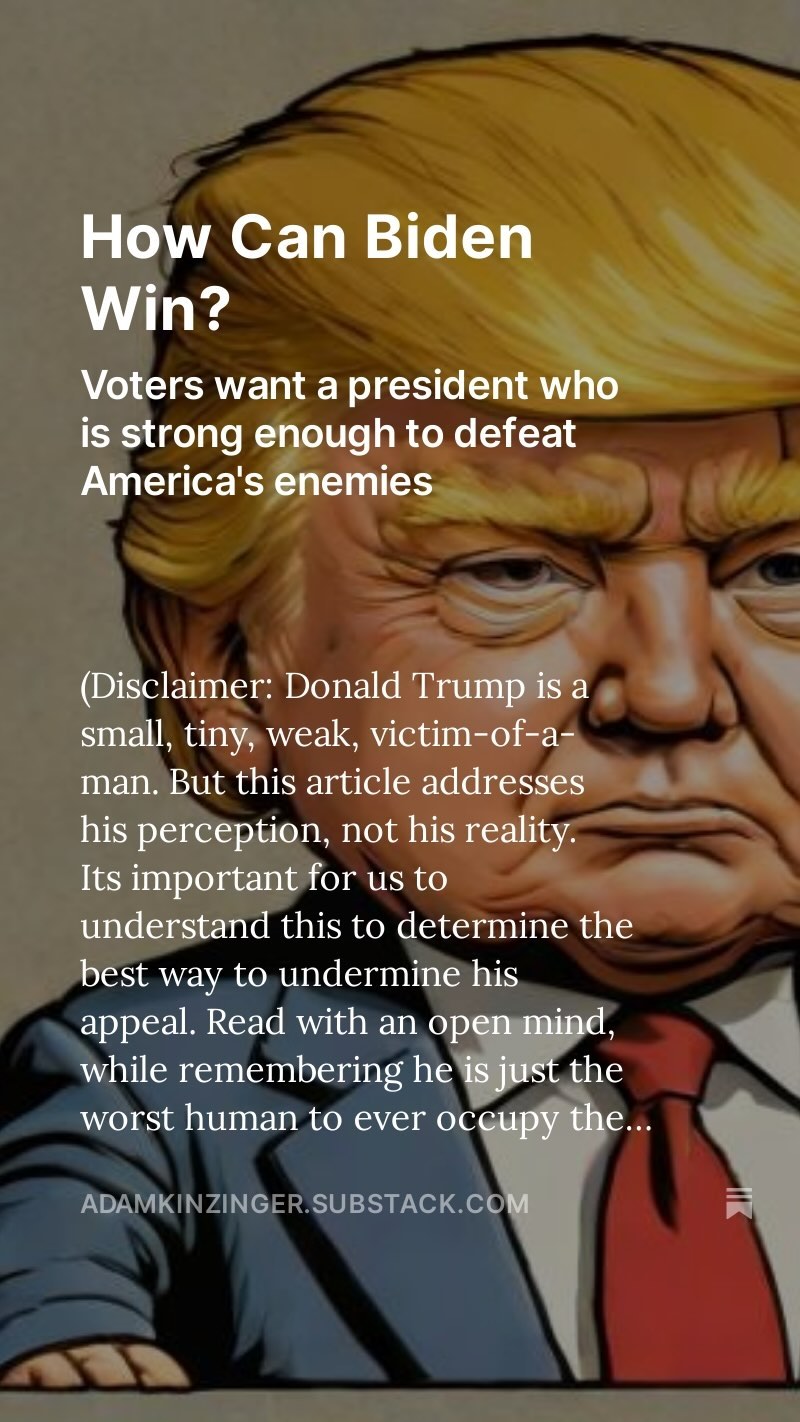 How Can Biden
Win?
Voters want a president who
is strong enough to defeat
America's enemies
(Disclaimer: Donald Trump is a
small, tiny, weak, victim-of-a-
man. But this article addresses
his perception, not his reality.
Its important for us to
understand this to determine the
best way to undermine his
appeal. Read with an open mind,
while remembering he is just the
worst human to ever occupy the...
ADAMKINZINGER.SUBSTACK.COM